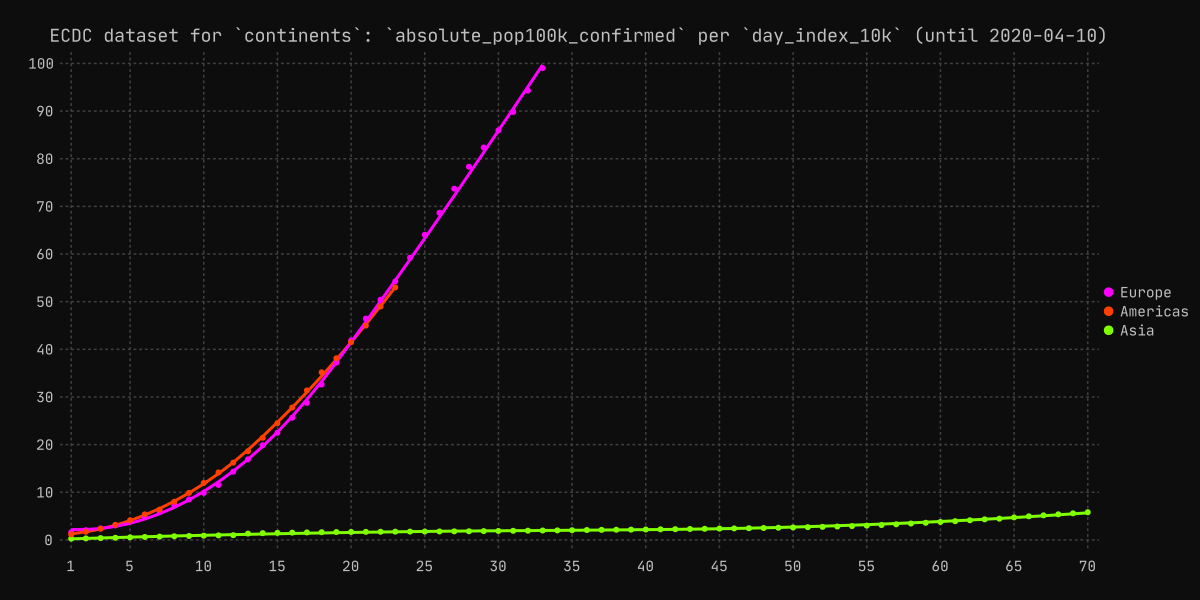 ECDC dataset for `continents`: `absolute_pop100k_confirmed` per `day_index_10k` (until 2020-04-10)
100
90
80
70
60
50
40
30
20
10
0
1 5 10 15 20 25 30 35 40 45 50 55 60 65 70
Europe
Americas
Asia